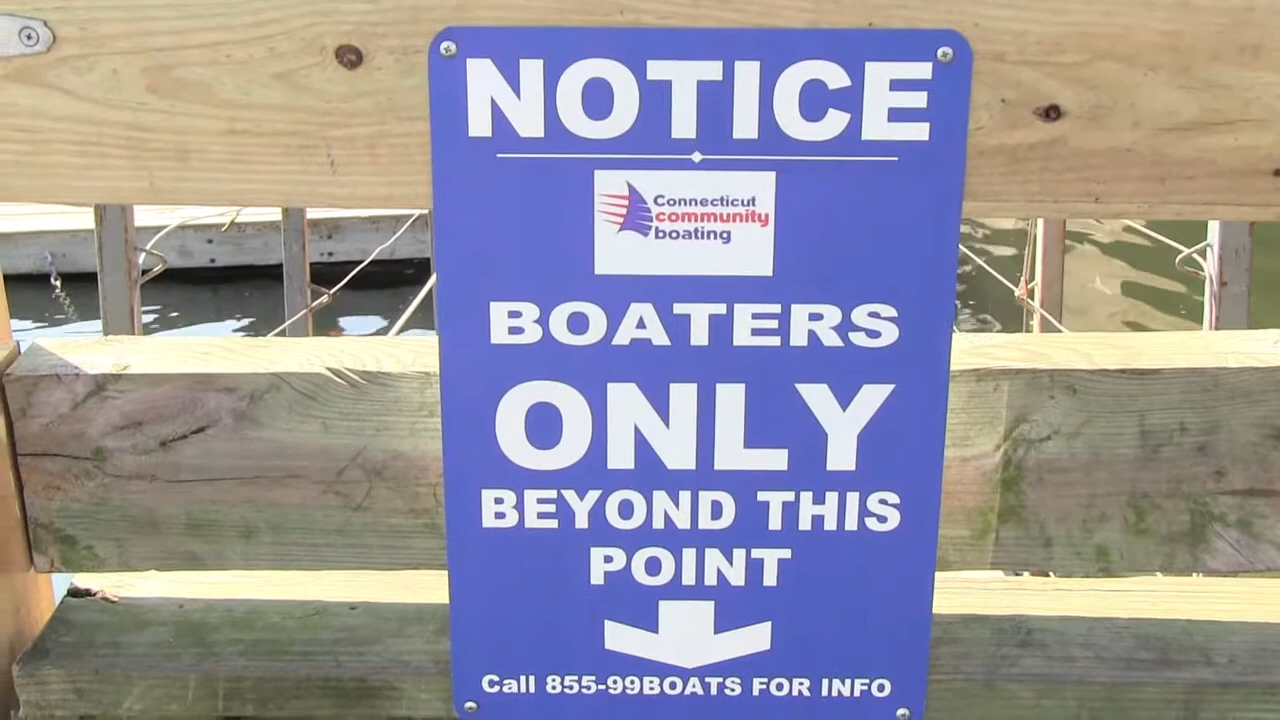 NOTICE
Connecticut
community
boating
BOATERS
ONLY
BEYOND THIS
POINT
Call 855-99BOATS FOR INFO